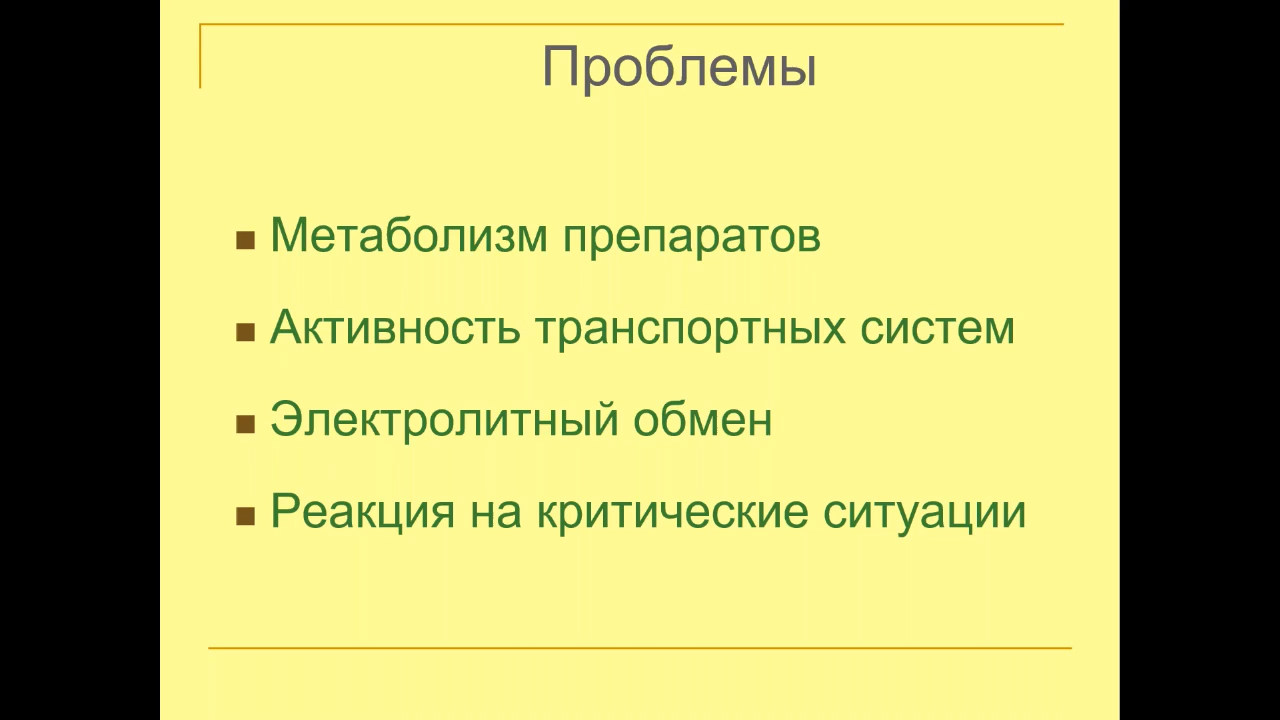 Проблемы
Метаболизм препаратов
Активность транспортных систем
Электролитный обмен
Реакция на критические ситуации